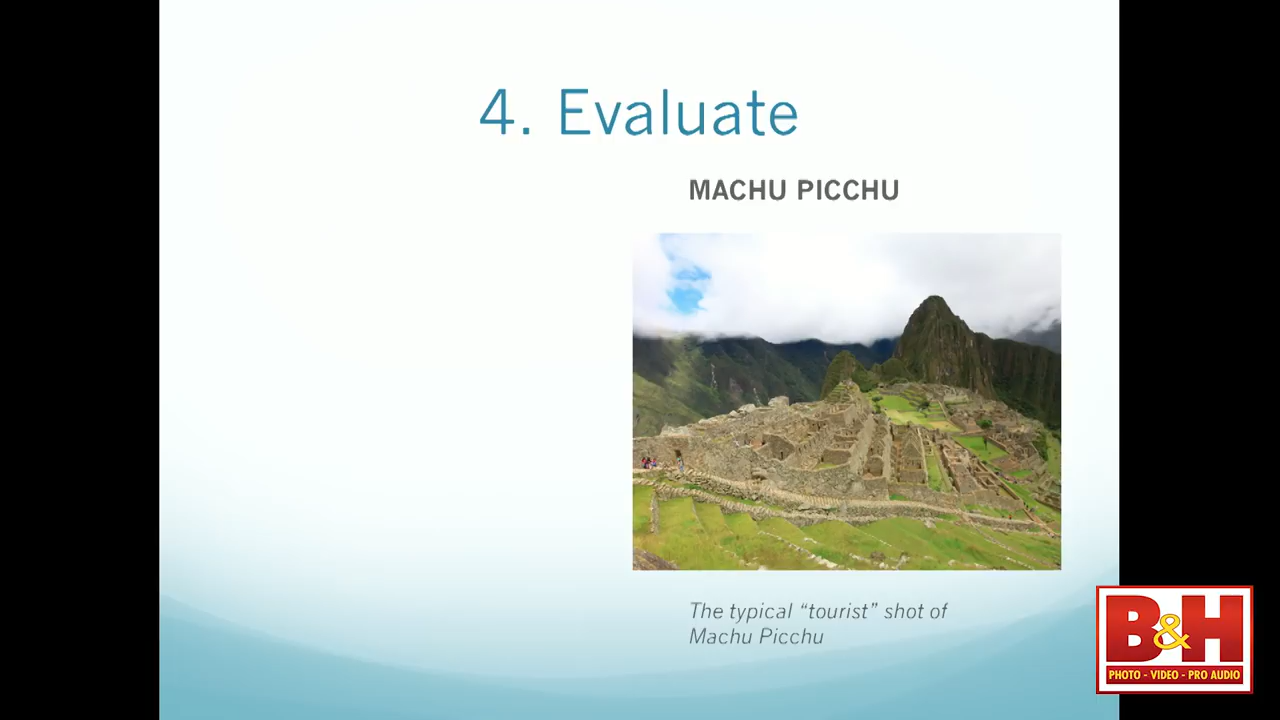 4. Evaluate
MACHU PICCHU
The typical “tourist” shot of
Machu Picchu
B&H
PHOTO - VIDEO - PRO AUDIO